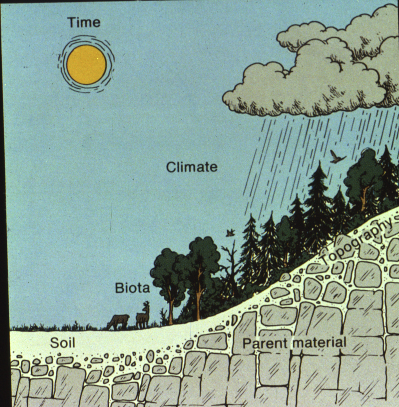 Time
Climate
Topography
Biota
Soil
Parent material